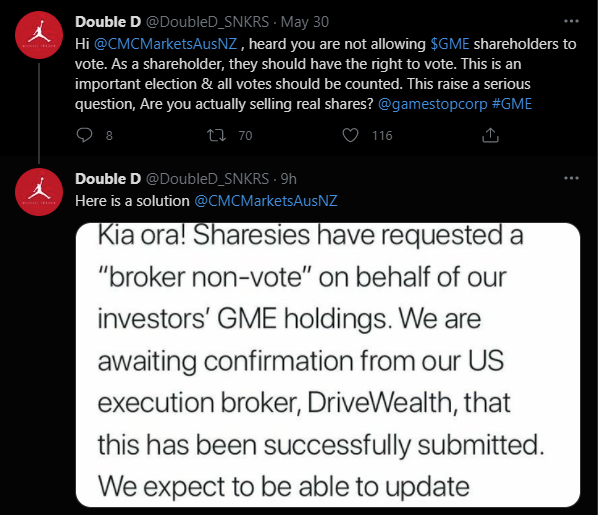 Double D @DoubleD_SNKRS · May 30
Hi @CMCMarketsAusNZ , heard you are not allowing $GME shareholders to
vote. As a shareholder, they should have the right to vote. This is an
important election & all votes should be counted. This raise a serious
question, Are you actually selling real shares? @gamestopcorp #GME
8 70 116
Double D @DoubleD_SNKRS · 9h
Here is a solution @CMCMarketsAusNZ
Kia ora! Sharesies have requested a
“broker non-vote” on behalf of our
investors’ GME holdings. We are
awaiting confirmation from our US
execution broker, DriveWealth, that
this has been successfully submitted.
We expect to be able to update